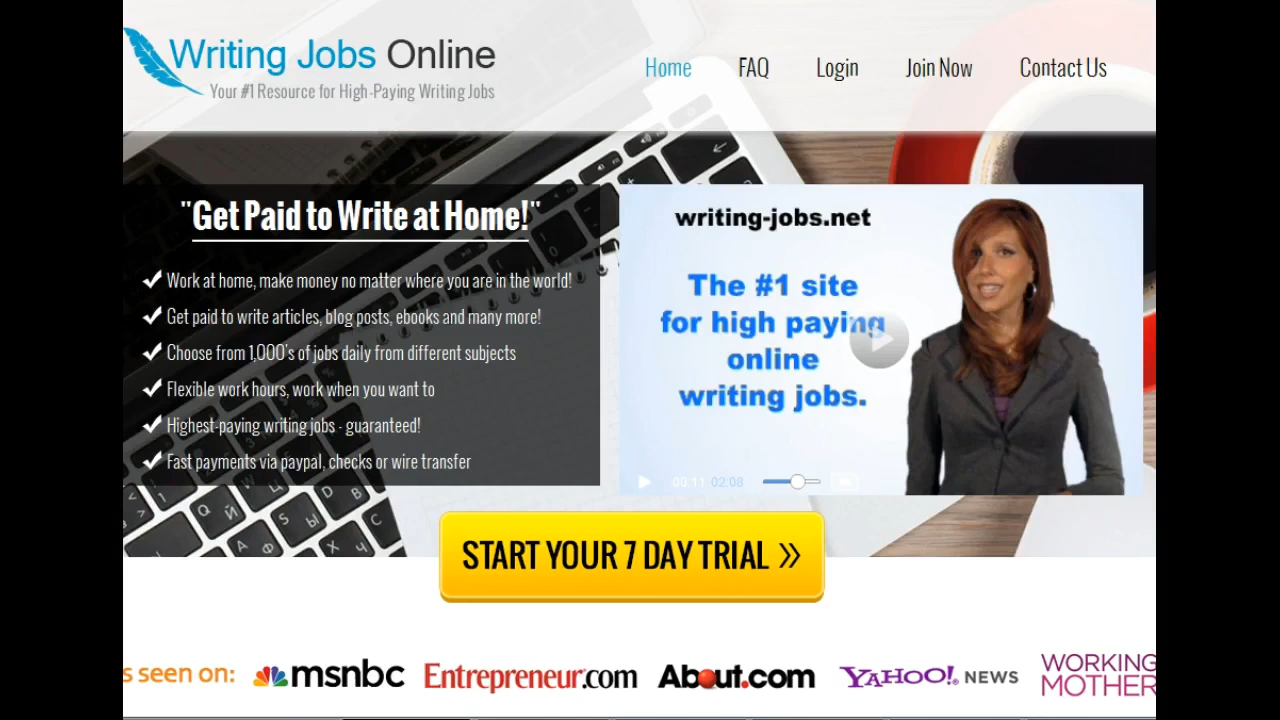 Writing Jobs Online
Your #1 Resource for High-Paying Writing Jobs
Home FAQ Login Join Now Contact Us
"Get Paid to Write at Home!"
Work at home, make money no matter where you are in the world!
Get paid to write articles, blog posts, ebooks and many more!
Choose from 1,000's of jobs daily from different subjects
Flexible work hours, work when you want to
Highest-paying writing jobs - guaranteed!
Fast payments via paypal, checks or wire transfer
writing-jobs.net
The #1 site
for high paying
online
writing jobs.
00:11 02:08
START YOUR 7 DAY TRIAL »
s seen on: msnbc Entrepreneur.com About.com YAHOO! NEWS WORKING
MOTHER